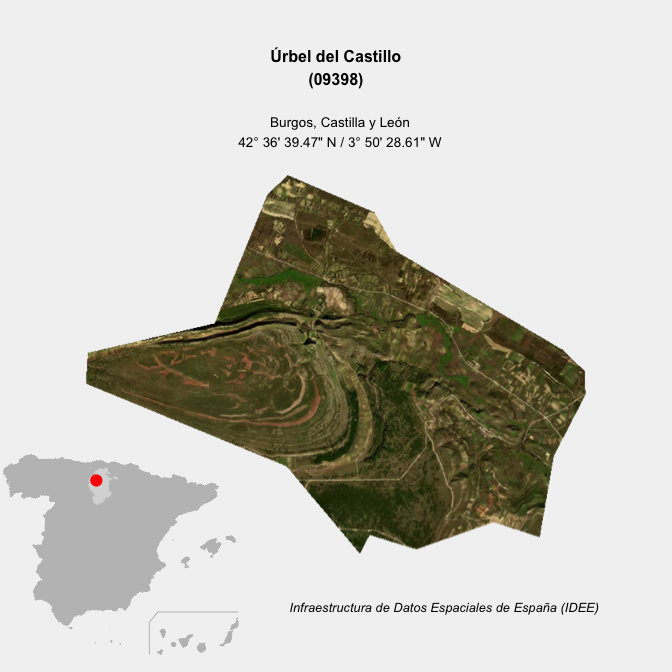 Úrbel del Castillo
(09398)
Burgos, Castilla y León
42° 36' 39.47" N / 3° 50' 28.61" W
Infraestructura de Datos Espaciales de España (IDEE)